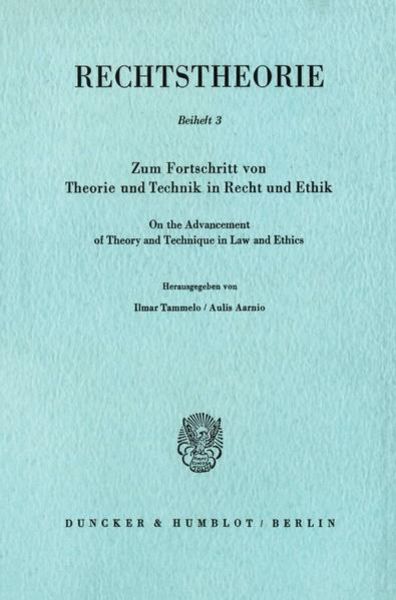 RECHTSTHEORIE
Beiheft 3
Zum Fortschritt von
Theorie und Technik in Recht und Ethik
On the Advancement
of Theory and Technique in Law and Ethics
Herausgegeben von
Ilmar Tammelo / Aulis Aarnio
DUNCKER & HUMBLOT / BERLIN